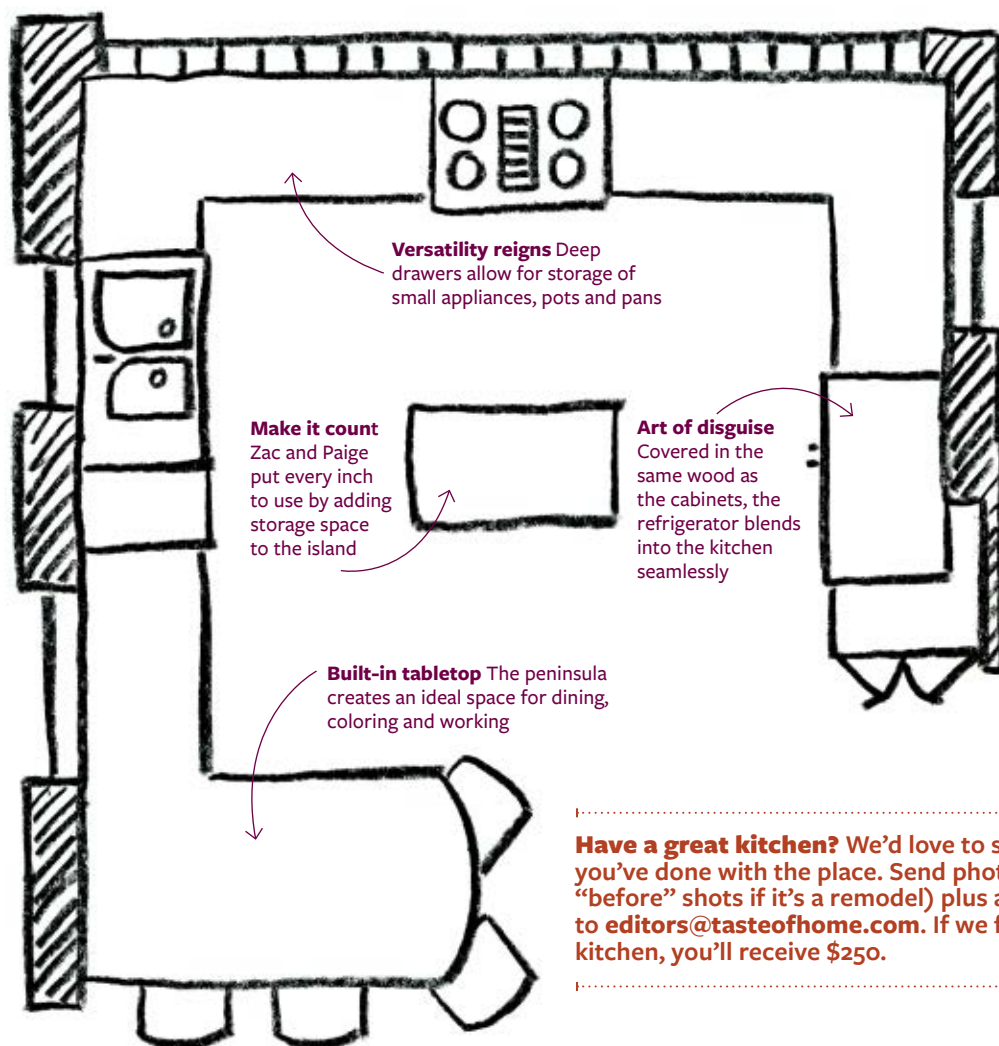 Versatility reigns Deep
drawers allow for storage of
small appliances, pots and pans
Make it count
Zac and Paige
put every inch
to use by adding
storage space
to the island
Art of disguise
Covered in the
same wood as
the cabinets, the
refrigerator blends
into the kitchen
seamlessly
Built-in tabletop The peninsula
creates an ideal space for dining,
coloring and working
Have a great kitchen? We’d love to s
you’ve done with the place. Send phot
“before” shots if it’s a remodel) plus a
to editors@tasteofhome.com. If we f
kitchen, you’ll receive $250.